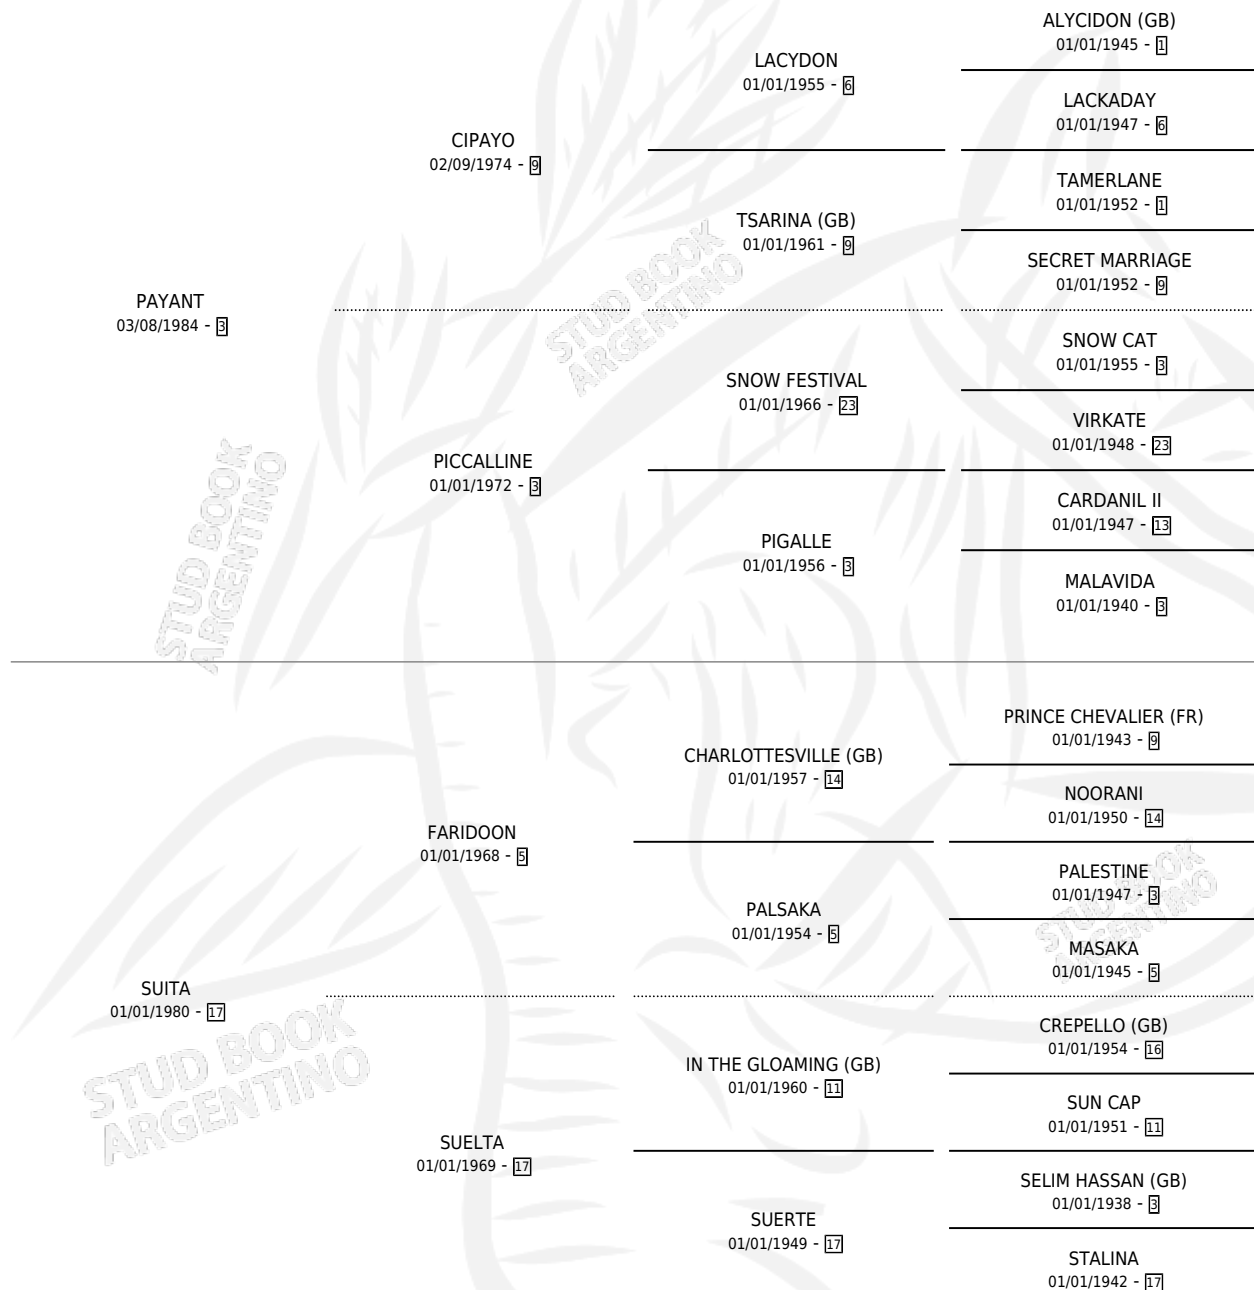 ALYCIDON (GB)
01/01/1945 - 1
LACYDON
01/01/1955 - 6
LACKADAY
01/01/1947 - 6
CIPAYO
02/09/1974 - 9
TAMERLANE
01/01/1952 - 1
TSARINA (GB)
01/01/1961 - 9
SECRET MARRIAGE
01/01/1952 - 9
PAYANT
03/08/1984 - 3
STUD BOOK
ARGENTINO
SNOW CAT
01/01/1955 - 3
SNOW FESTIVAL
01/01/1966 - 23
VIRKATE
01/01/1948 - 23
PICCALLINE
01/01/1972 - 3
CARDANIL II
01/01/1947 - 13
PIGALLE
01/01/1956 - 3
MALAVIDA
01/01/1940 - 3
STUD BOOK
ARGENTINO
PRINCE CHEVALIER (FR)
01/01/1943 - 9
CHARLOTTESVILLE (GB)
01/01/1957 - 14
NOORANI
01/01/1950 - 14
FARIDOON
01/01/1968 - 5
PALESTINE
01/01/1947 - 3
PALSAKA
01/01/1954 - 5
MASAKA
01/01/1945 - 5
STUD BOOK
ARGENTINO
SUITA
01/01/1980 - 17
CREPELLO (GB)
01/01/1954 - 16
IN THE GLOAMING (GB)
01/01/1960 - 11
SUN CAP
01/01/1951 - 11
STUD BOOK
ARGENTINO
SUELTA
01/01/1969 - 17
SELIM HASSAN (GB)
01/01/1938 - 3
SUERTE
01/01/1949 - 17
STALINA
01/01/1942 - 17